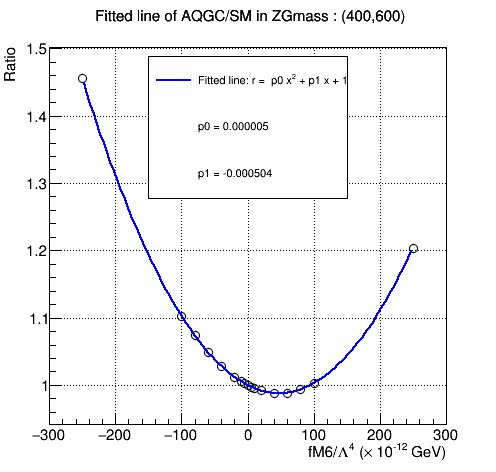 Fitted line of AQGC/SM in ZGmass : (400,600)
Ratio
1.5
1.4
1.3
1.2
1.1
1
Fitted line: r = p0 x² + p1 x + 1
p0 = 0.000005
p1 = -0.000504
−300 −200 −100 0 100 200 300
fM6/Λ⁴ (× 10⁻¹² GeV)